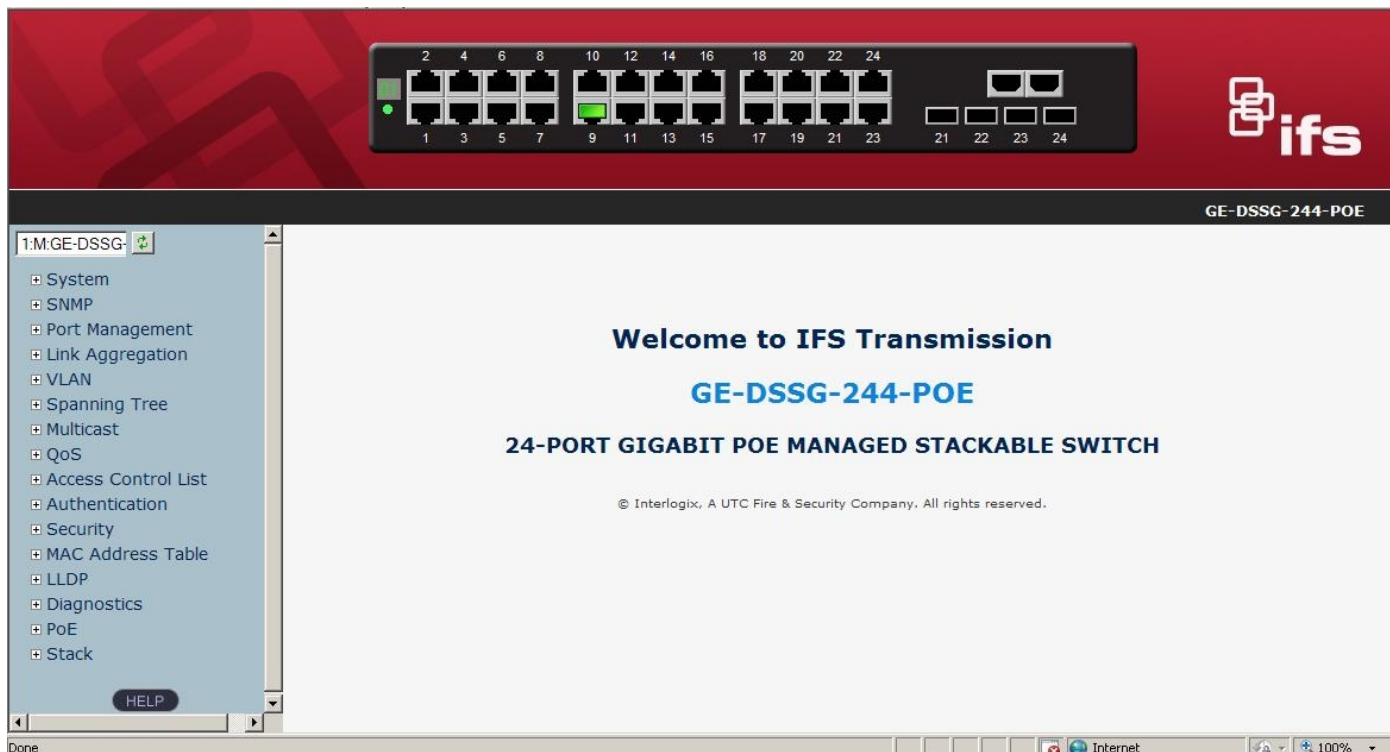 2 4 6 8 10 12 14 16 18 20 22 24
1 3 5 7 9 11 13 15 17 19 21 23 21 22 23 24
ifs
GE-DSSG-244-POE
1:M:GE-DSSG-
System
SNMP
Port Management
Link Aggregation
VLAN
Spanning Tree
Multicast
QoS
Access Control List
Authentication
Security
MAC Address Table
LLDP
Diagnostics
PoE
Stack
HELP
Welcome to IFS Transmission
GE-DSSG-244-POE
24-PORT GIGABIT POE MANAGED STACKABLE SWITCH
© Interlogix, A UTC Fire & Security Company. All rights reserved.
Done Internet 100%